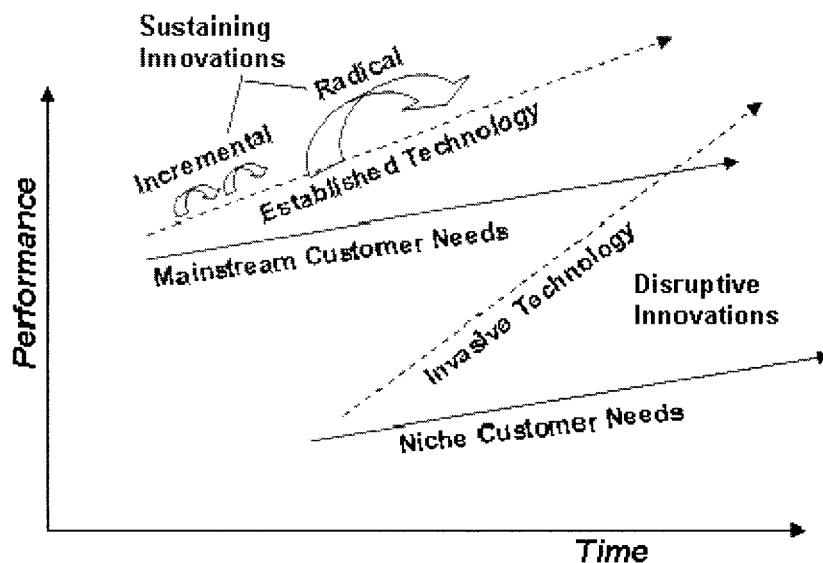 Sustaining
Innovations
Radical
Incremental
Established Technology
Mainstream Customer Needs
Performance
Invasive Technology
Disruptive
Innovations
Niche Customer Needs
Time